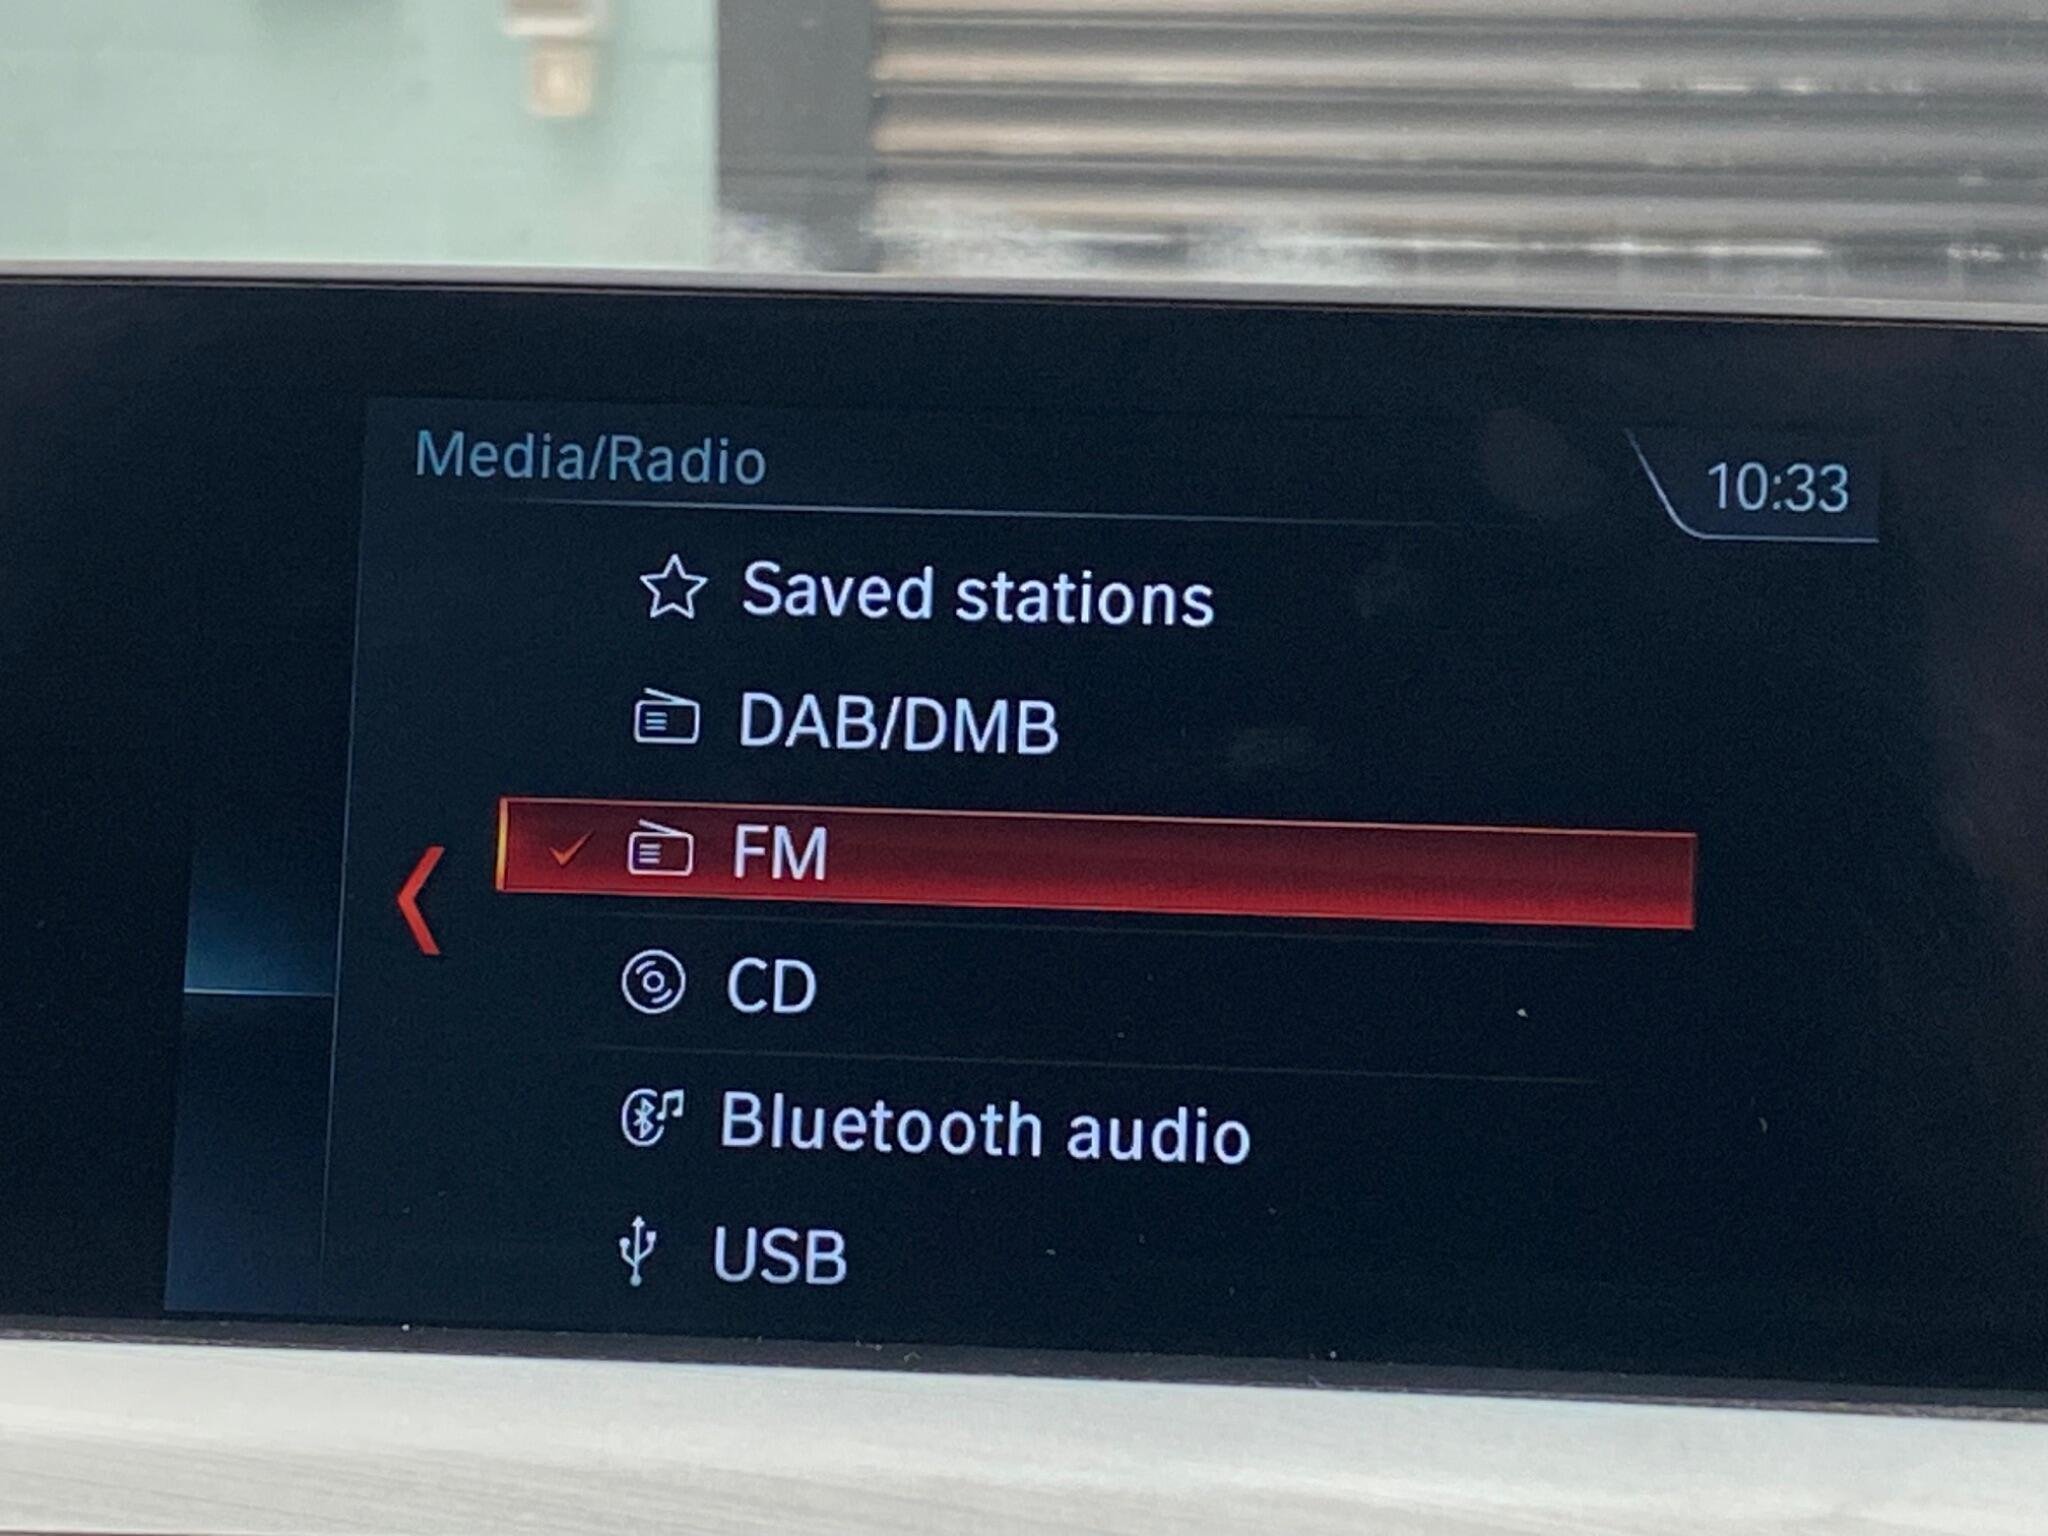 Media/Radio
10:33
Saved stations
DAB/DMB
FM
CD
Bluetooth audio
USB